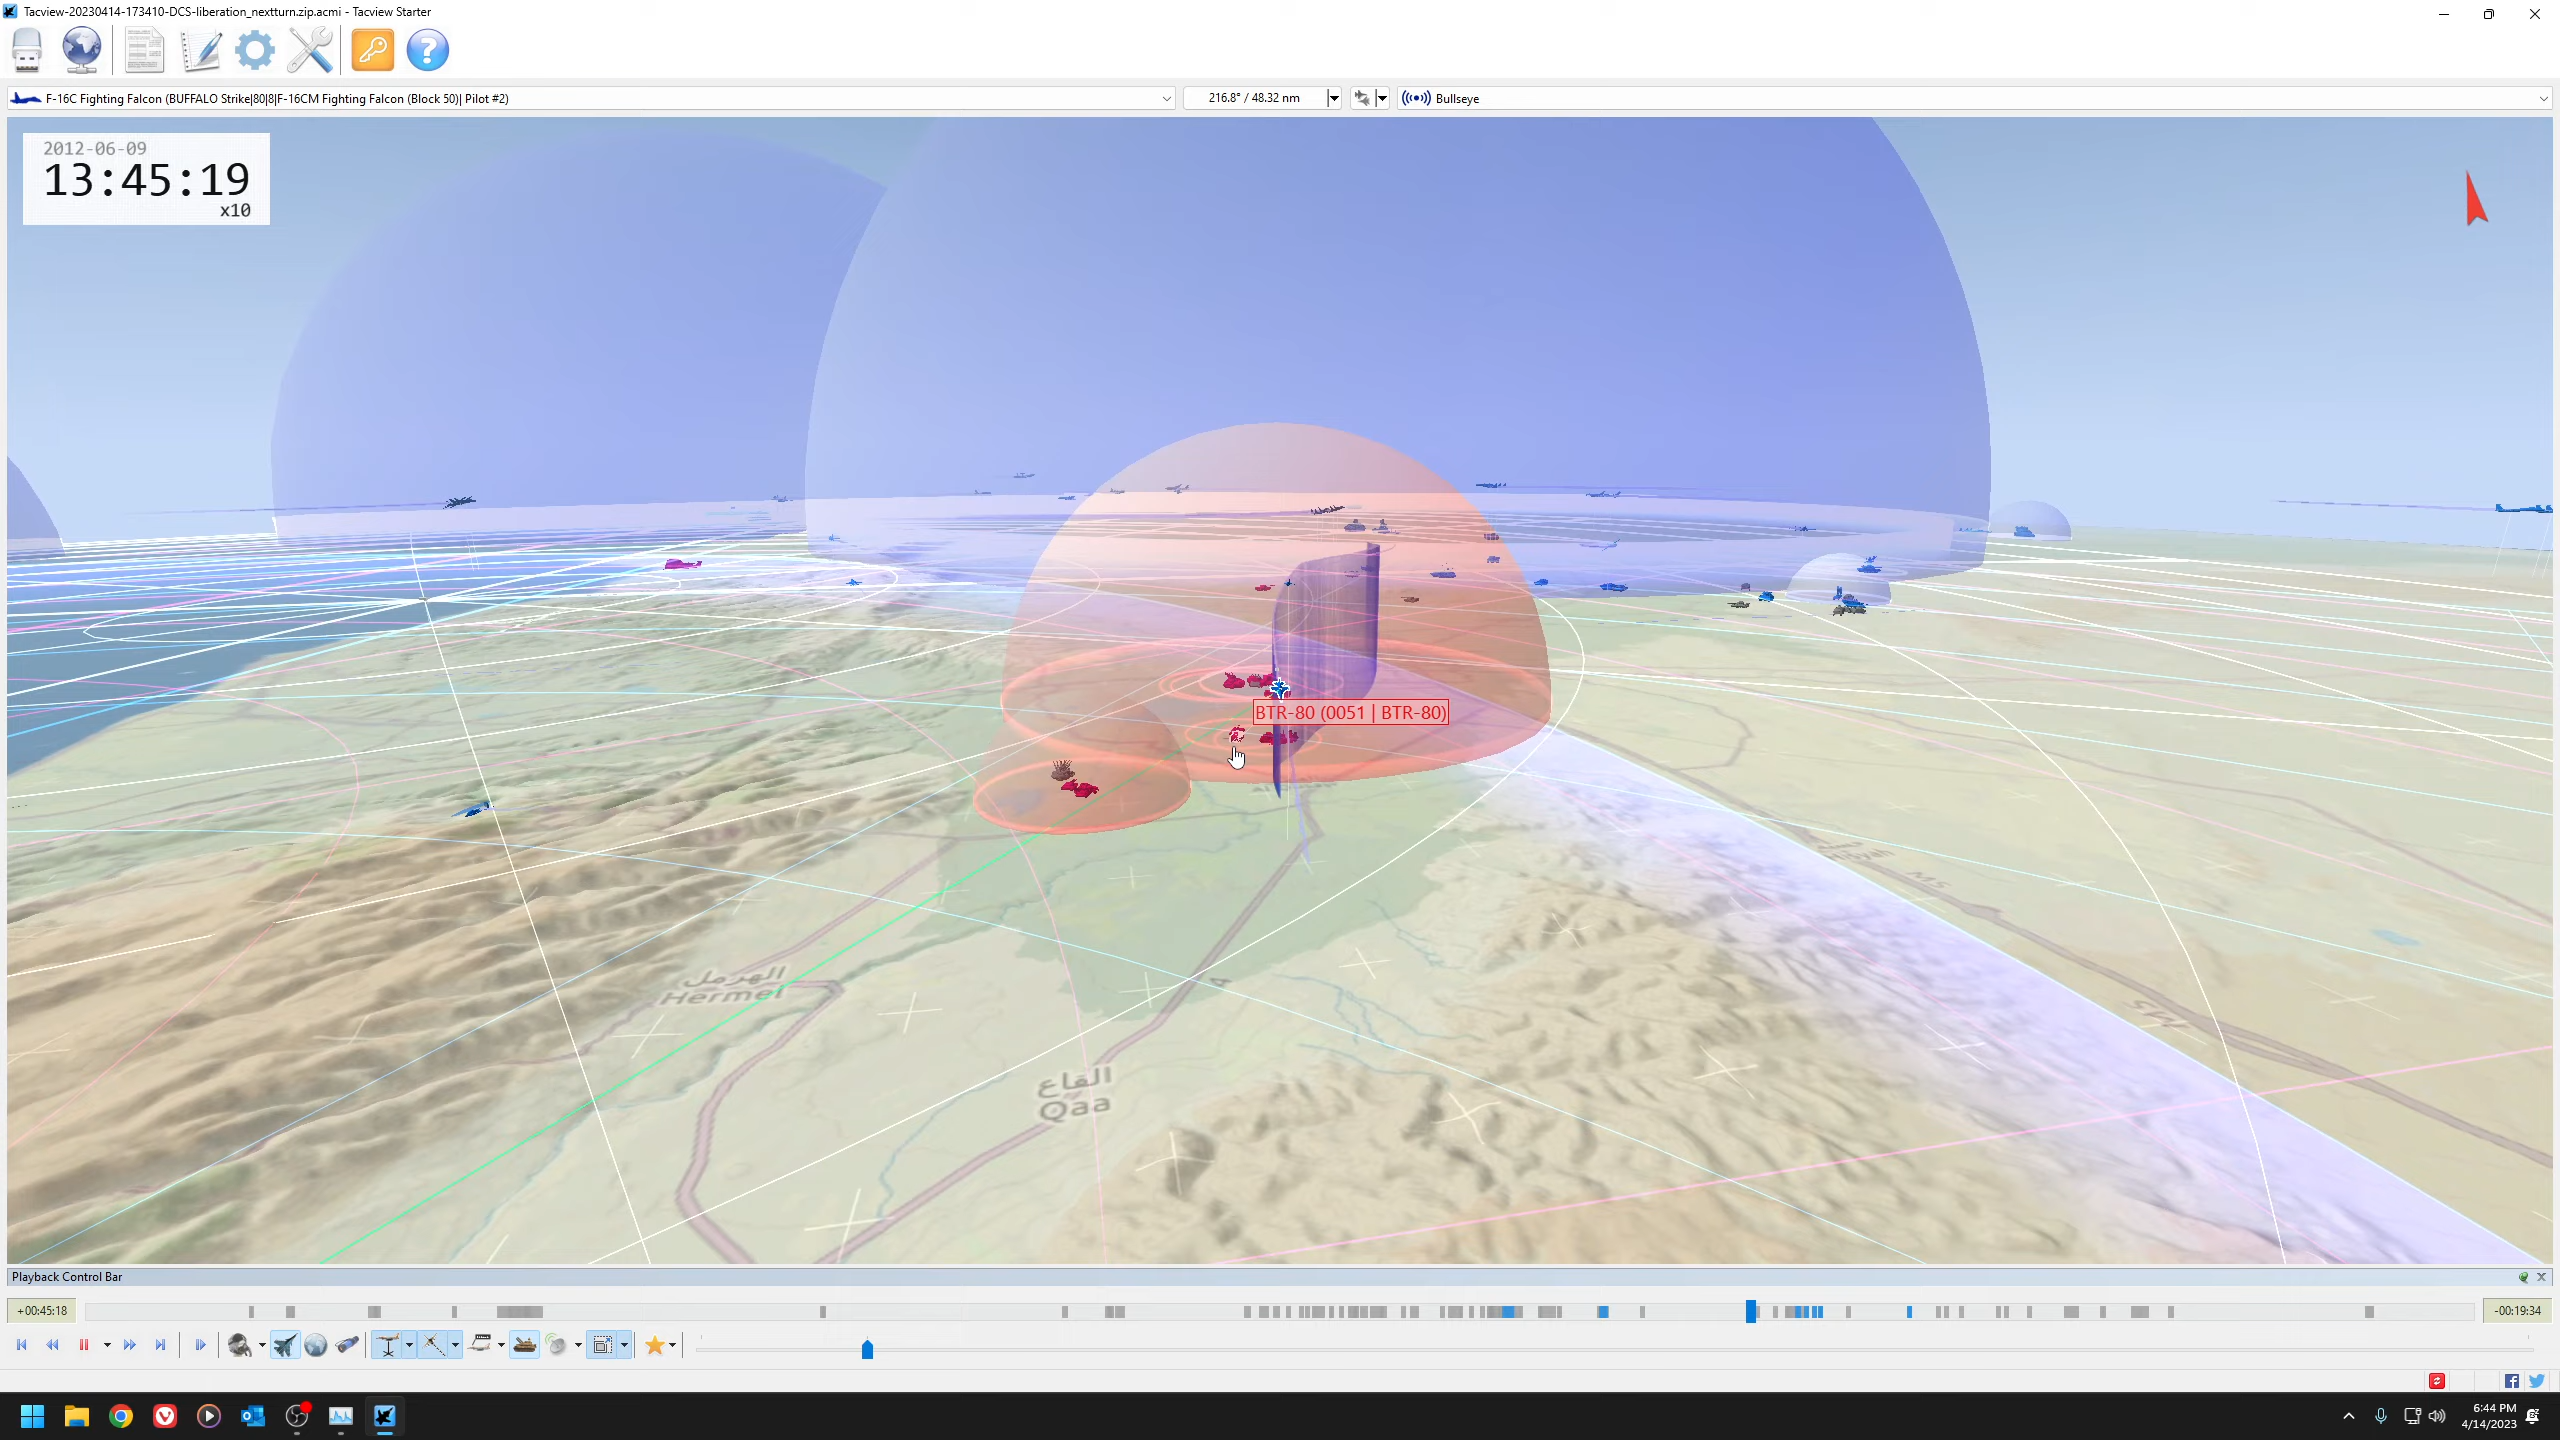 Tacview-20230414-173410-DCS-liberation_nextturn.zip.acmi - Tacview Starter
F-16C Fighting Falcon (BUFFALO Strike|80|8|F-16CM Fighting Falcon (Block 50)| Pilot #2)
216.8° / 48.32 nm
Bullseye
2012-06-09
13:45:19
x10
BTR-80 (0051 | BTR-80)
M5
M5
الهرمل
Hermel
4
القاع
Qaa
Playback Control Bar
+00:45:18
-00:19:34
6:44 PM
4/14/2023